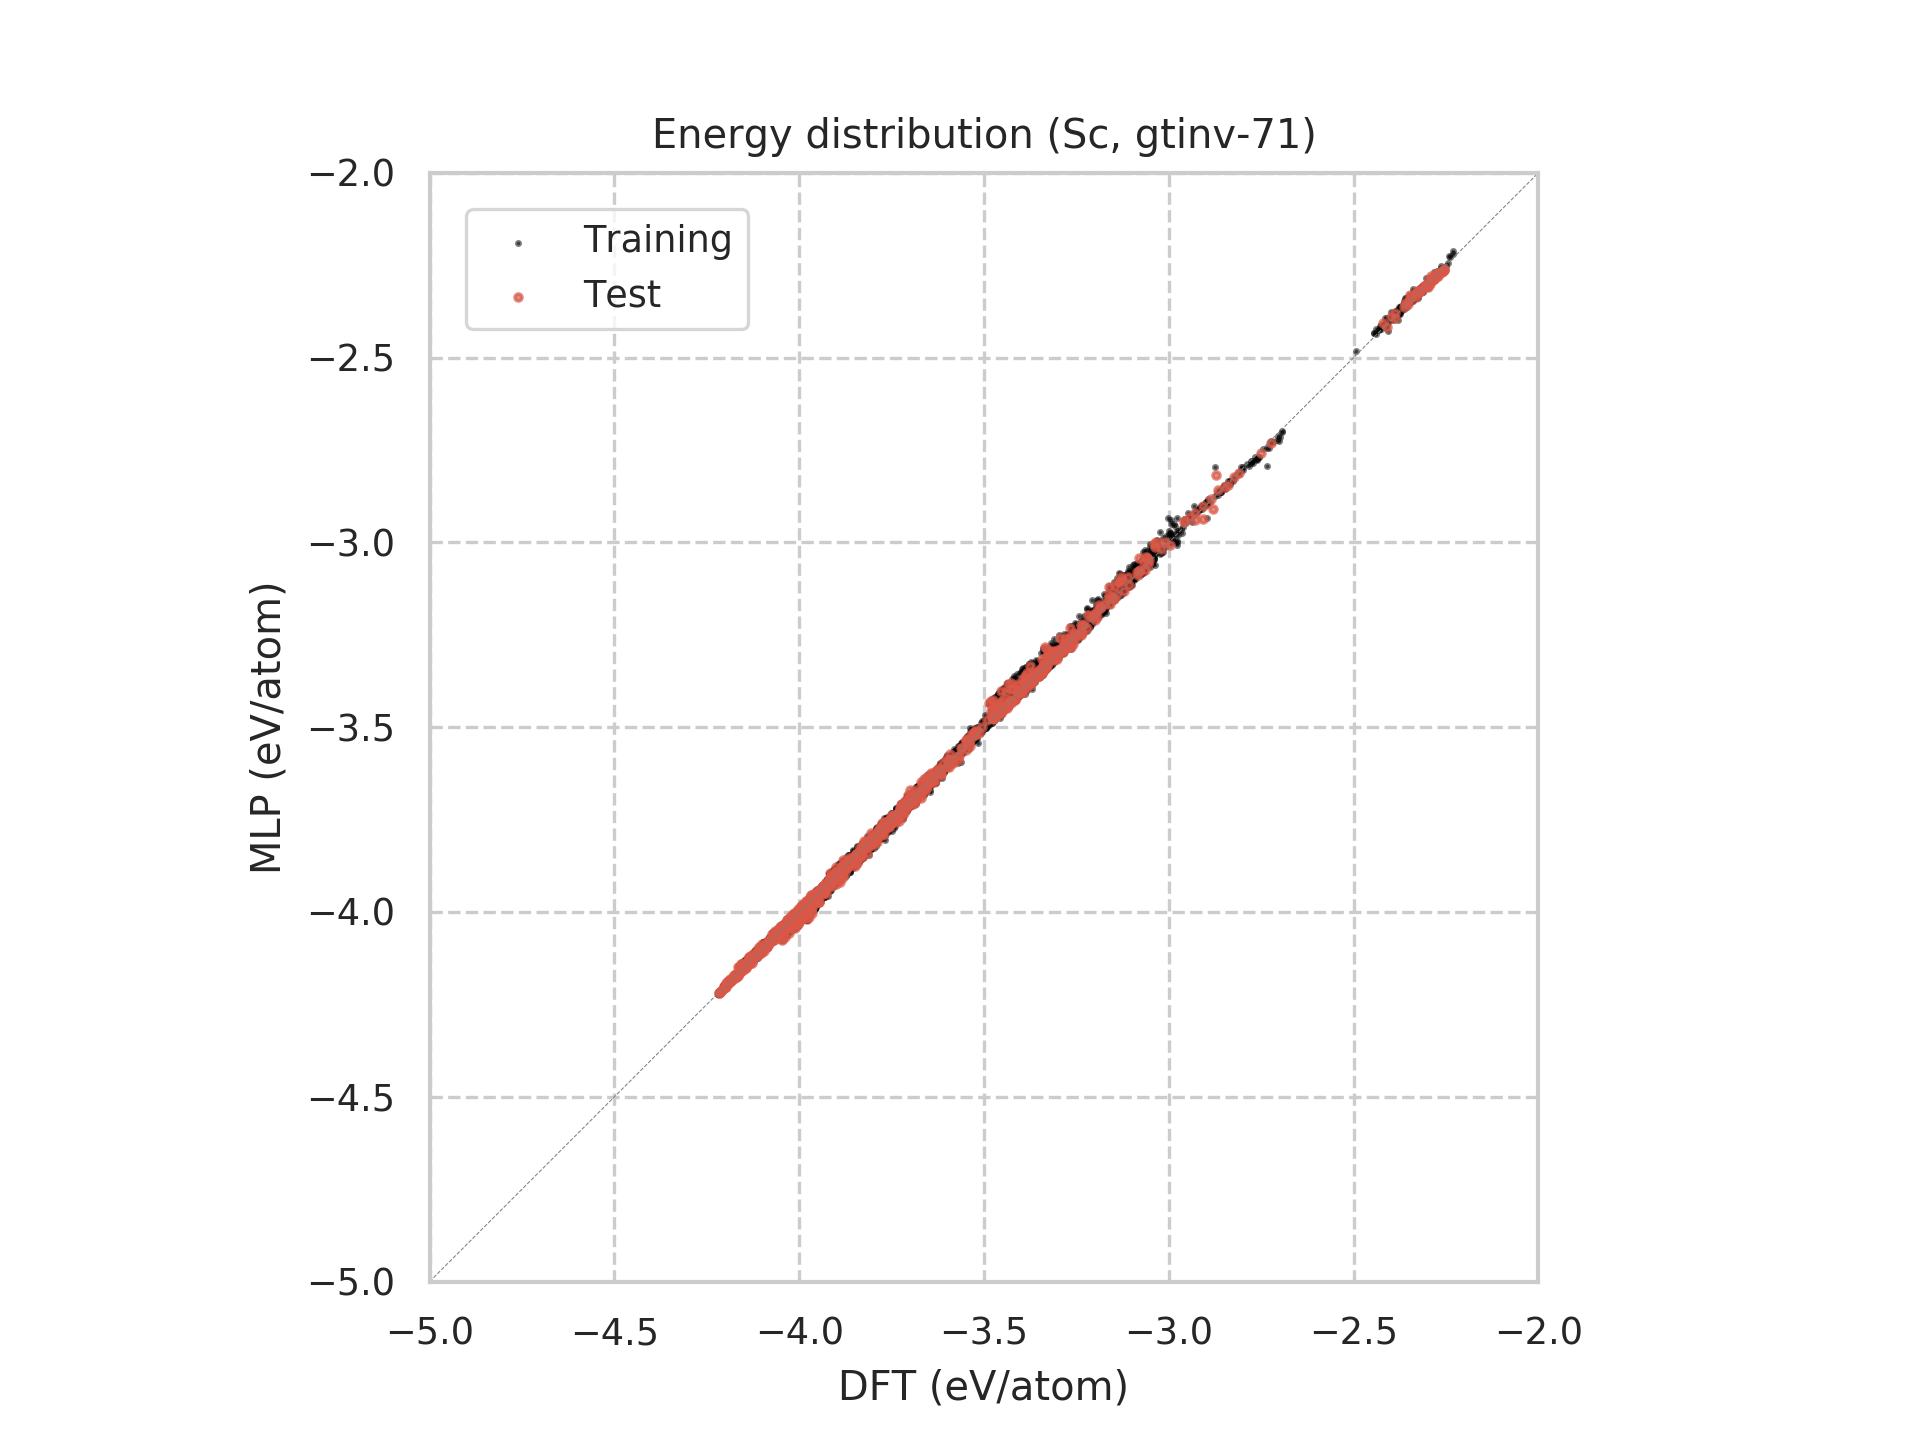 Energy distribution (Sc, gtinv-71)
Training
Test
−2.0
−2.5
−3.0
−3.5
−4.0
−4.5
−5.0
MLP (eV/atom)
−5.0 −4.5 −4.0 −3.5 −3.0 −2.5 −2.0
DFT (eV/atom)